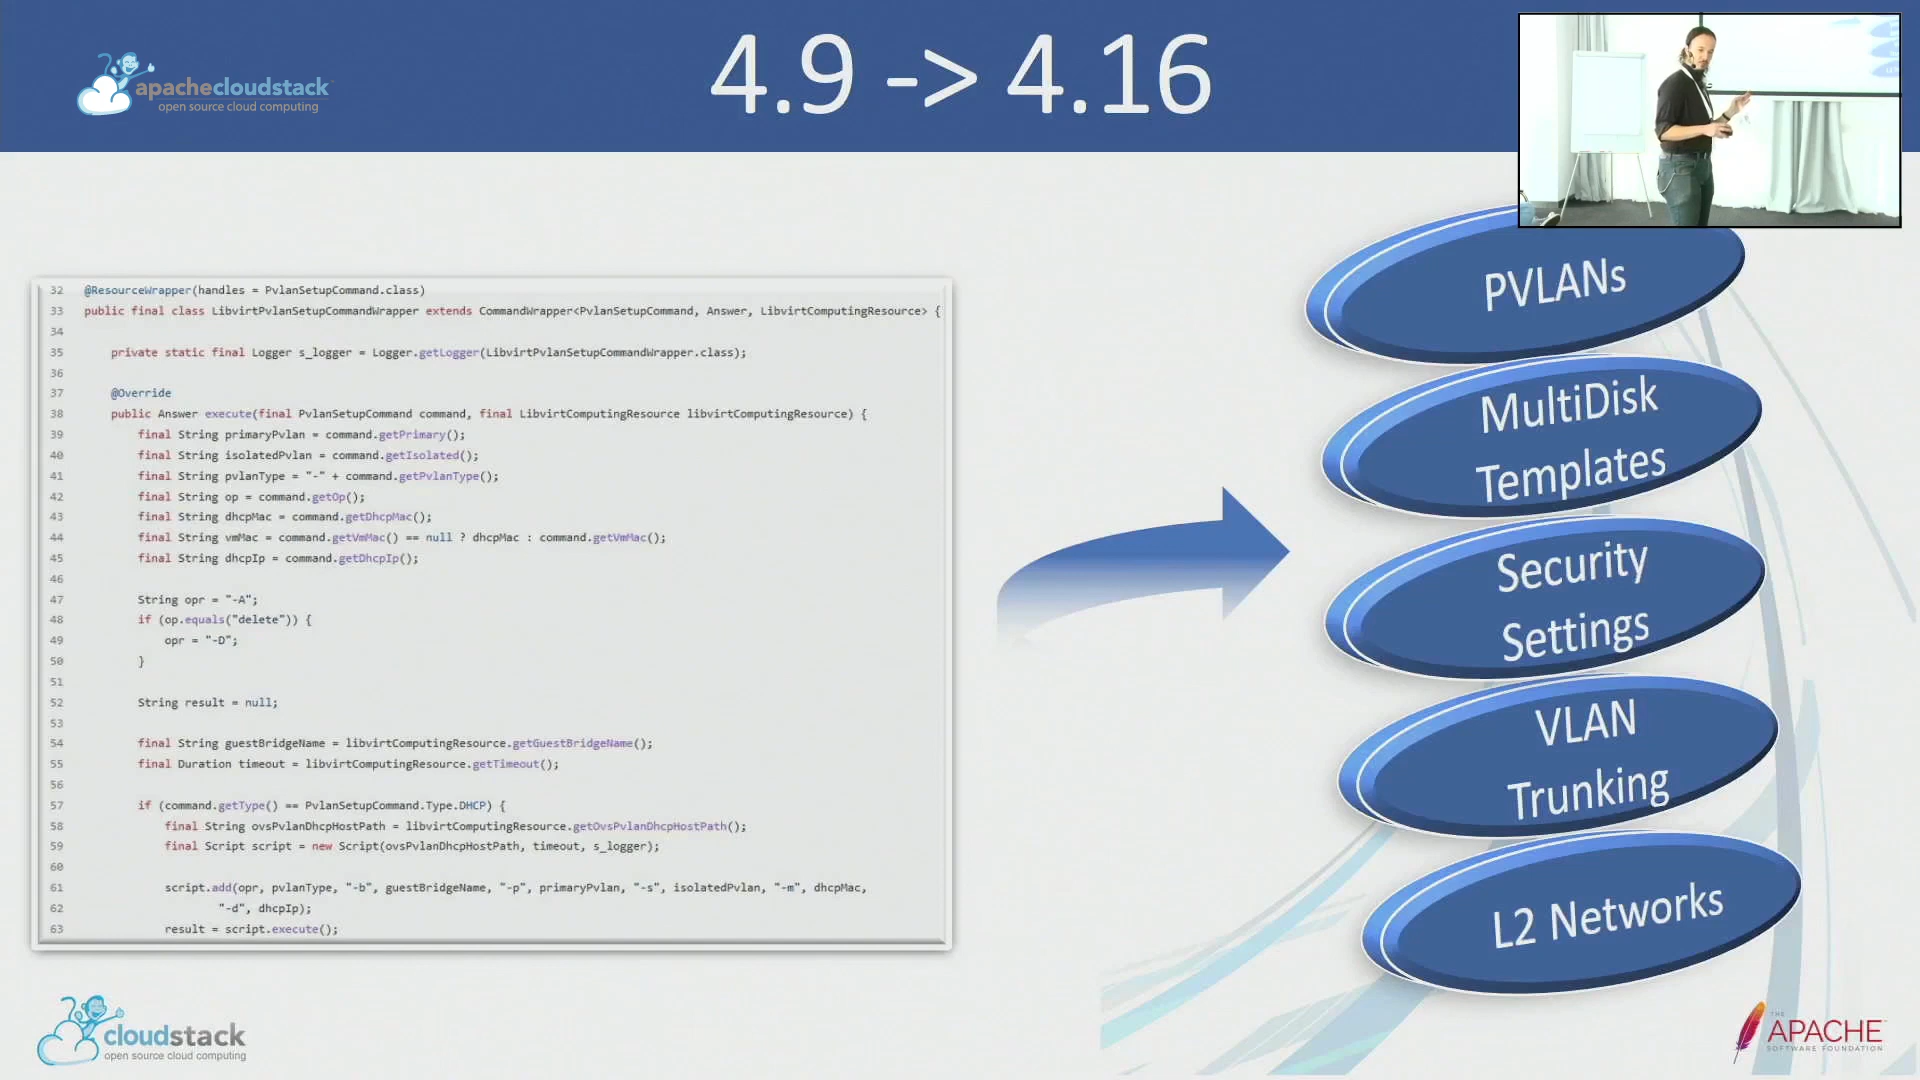 apachecloudstack
open source cloud computing
4.9 -> 4.16
32 @ResourceWrapper(handles = PvlanSetupCommand.class)
33 public final class LibvirtPvlanSetupCommandWrapper extends CommandWrapper<PvlanSetupCommand, Answer, LibvirtComputingResource> {
34
35 private static final Logger s_logger = Logger.getLogger(LibvirtPvlanSetupCommandWrapper.class);
36
37 @Override
38 public Answer execute(final PvlanSetupCommand command, final LibvirtComputingResource libvirtComputingResource) {
39 final String primaryPvlan = command.getPrimary();
40 final String isolatedPvlan = command.getIsolated();
41 final String pvlanType = "-" + command.getPvlanType();
42 final String op = command.getOp();
43 final String dhcpMac = command.getDhcpMac();
44 final String vmMac = command.getVmMac() == null ? dhcpMac : command.getVmMac();
45 final String dhcpIp = command.getDhcpIp();
46
47 String opr = "-A";
48 if (op.equals("delete")) {
49 opr = "-D";
50 }
51
52 String result = null;
53
54 final String guestBridgeName = libvirtComputingResource.getGuestBridgeName();
55 final Duration timeout = libvirtComputingResource.getTimeout();
56
57 if (command.getType() == PvlanSetupCommand.Type.DHCP) {
58 final String ovsPvlanDhcpHostPath = libvirtComputingResource.getOvsPvlanDhcpHostPath();
59 final Script script = new Script(ovsPvlanDhcpHostPath, timeout, s_logger);
60
61 script.add(opr, pvlanType, "-b", guestBridgeName, "-p", primaryPvlan, "-s", isolatedPvlan, "-m", dhcpMac,
62 "-d", dhcpIp);
63 result = script.execute();
PVLANs
MultiDisk
Templates
Security
Settings
VLAN
Trunking
L2 Networks
cloudstack
open source cloud computing
THE
APACHE
SOFTWARE FOUNDATION